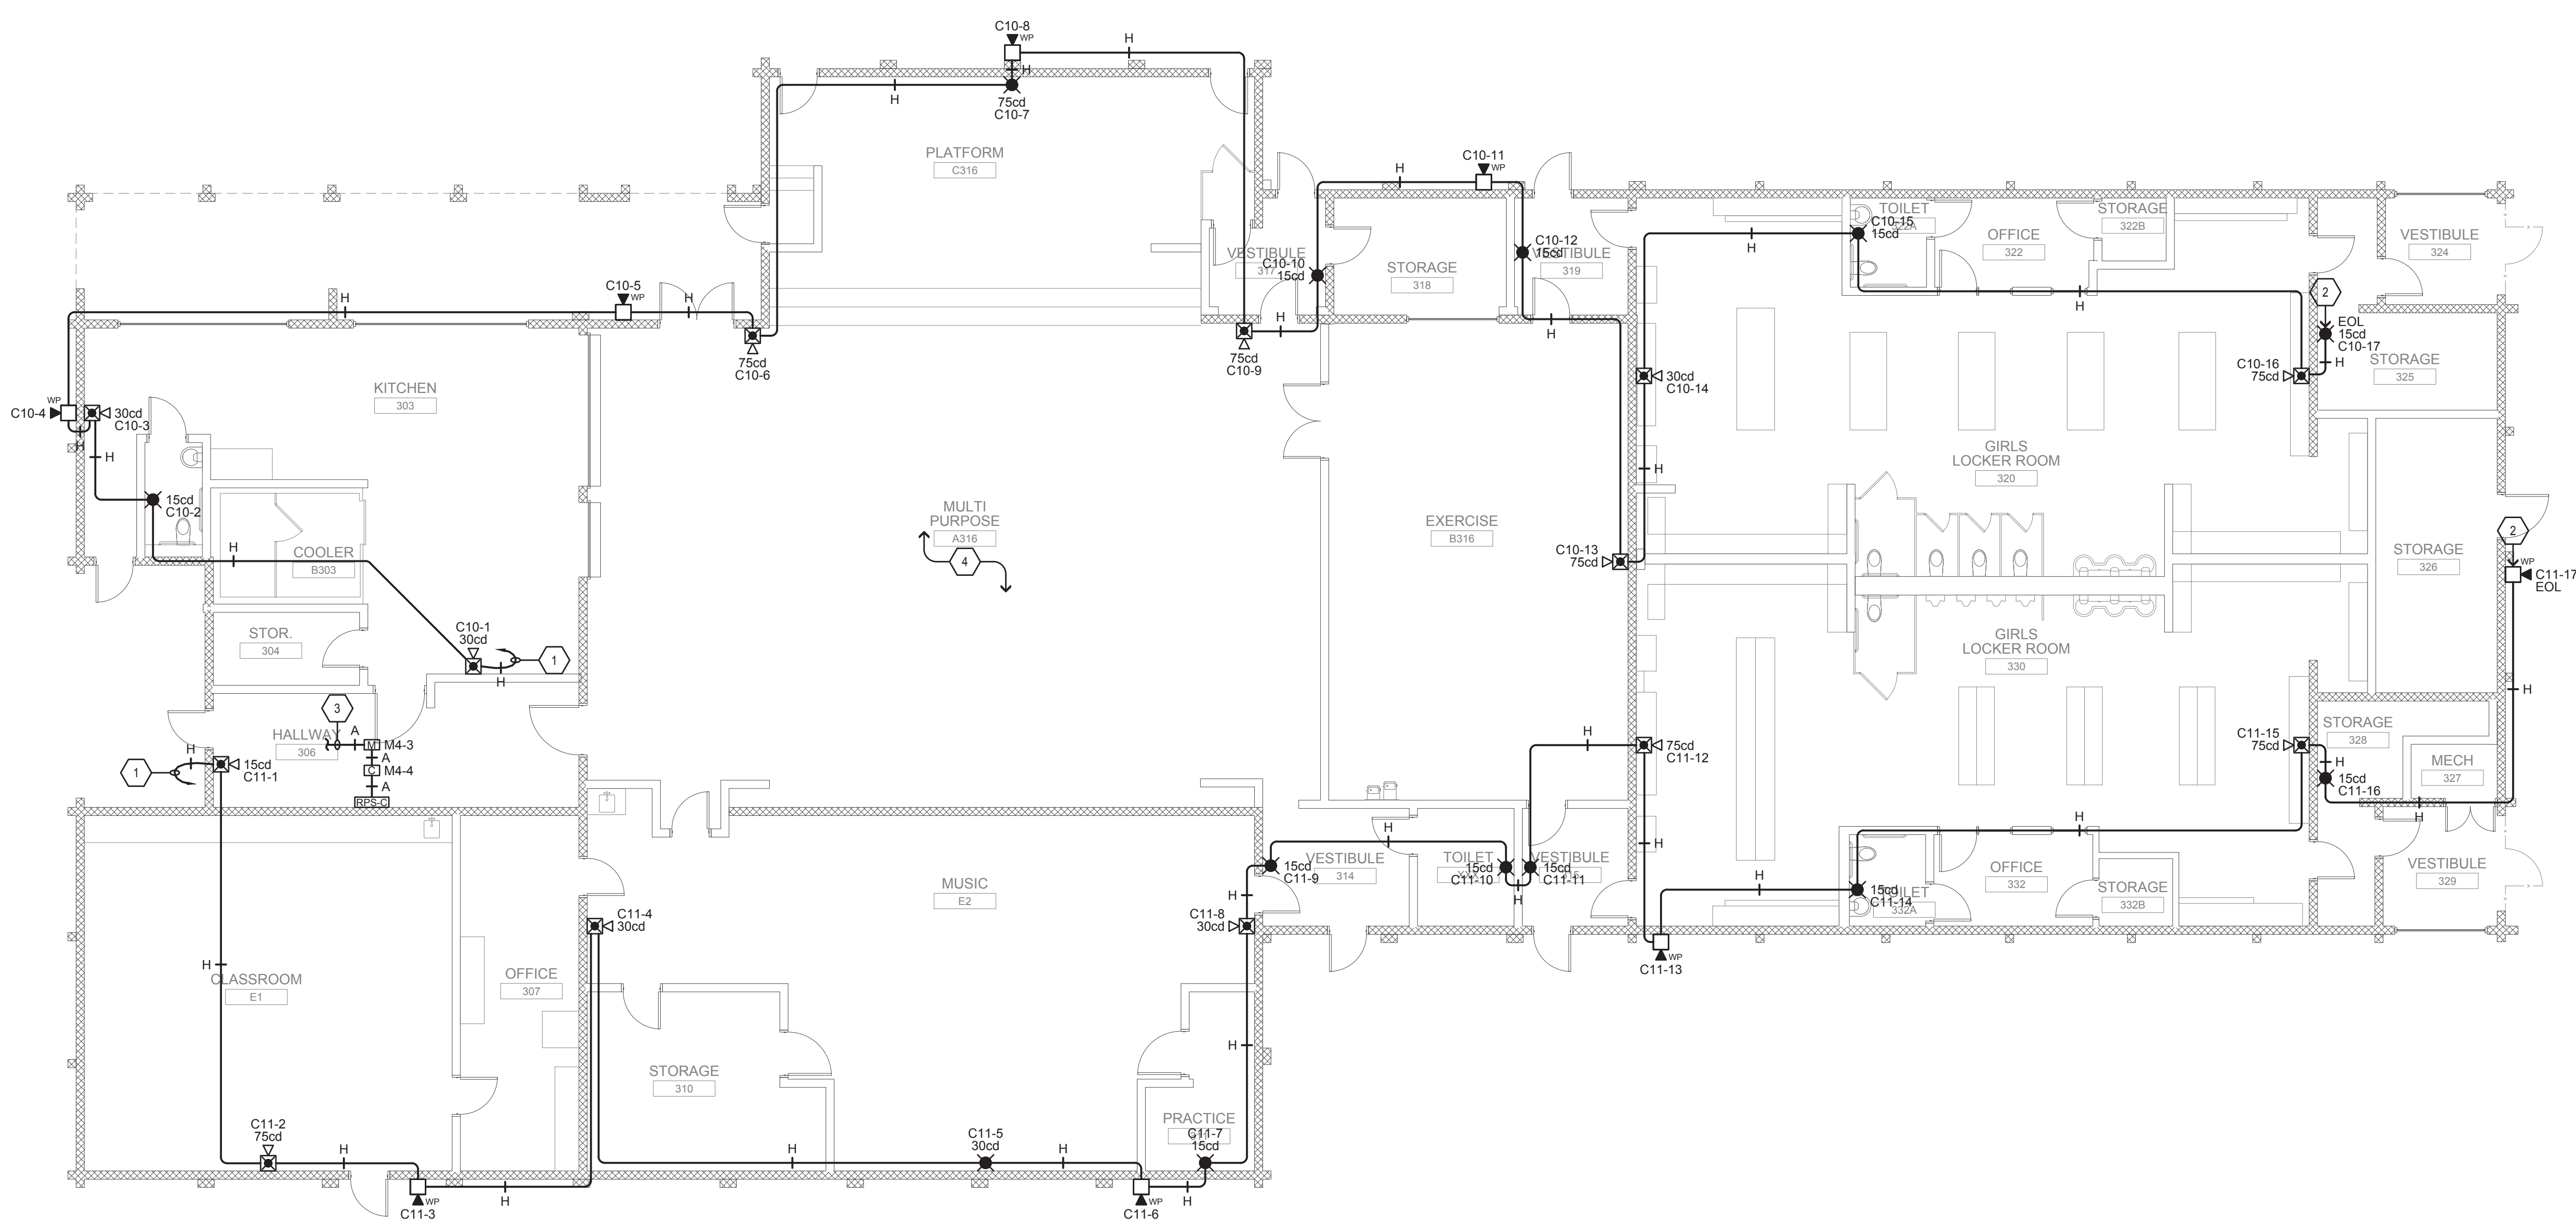 C10-8
WP
H
H
H
75cd
C10-7
PLATFORM
C316
C10-11
WP
H
C10-5
WP
H
H
75cd
C10-6
75cd
C10-9
H
VESTIBULE
317
C10-10
15cd
STORAGE
318
C10-12
15cd
VESTIBULE
319
H
TOILET
322A
C10-15
15cd
H
OFFICE
322
STORAGE
322B
VESTIBULE
324
H
2
EOL
15cd
C10-17
H
STORAGE
325
C10-16
75cd
30cd
C10-14
KITCHEN
303
WP
C10-4
30cd
C10-3
H
H
15cd
C10-2
H
COOLER
B303
MULTI
PURPOSE
A316
4
EXERCISE
B316
H
C10-13
75cd
GIRLS
LOCKER ROOM
320
STORAGE
326
2
WP
C11-17
EOL
STOR.
304
C10-1
30cd
H
1
GIRLS
LOCKER ROOM
330
H
3
HALLWAY
306
A
M
M4-3
A
C
M4-4
A
RPS-C
H
1
15cd
C11-1
H
75cd
C11-12
C11-15
75cd
STORAGE
328
H
15cd
C11-16
MECH
327
H
H
VESTIBULE
314
15cd
C11-9
TOILET
XXX
15cd
C11-10
H
VESTIBULE
315
15cd
C11-11
H
H
OFFICE
332
STORAGE
332B
VESTIBULE
329
H
TOILET
332A
15cd
C11-14
WP
C11-13
MUSIC
E2
H
C11-4
30cd
C11-8
30cd
H
CLASSROOM
E1
OFFICE
307
H
STORAGE
310
PRACTICE
C11-7
15cd
C11-2
75cd
H
C11-5
30cd
H
H
WP
C11-3
H
WP
C11-6
H